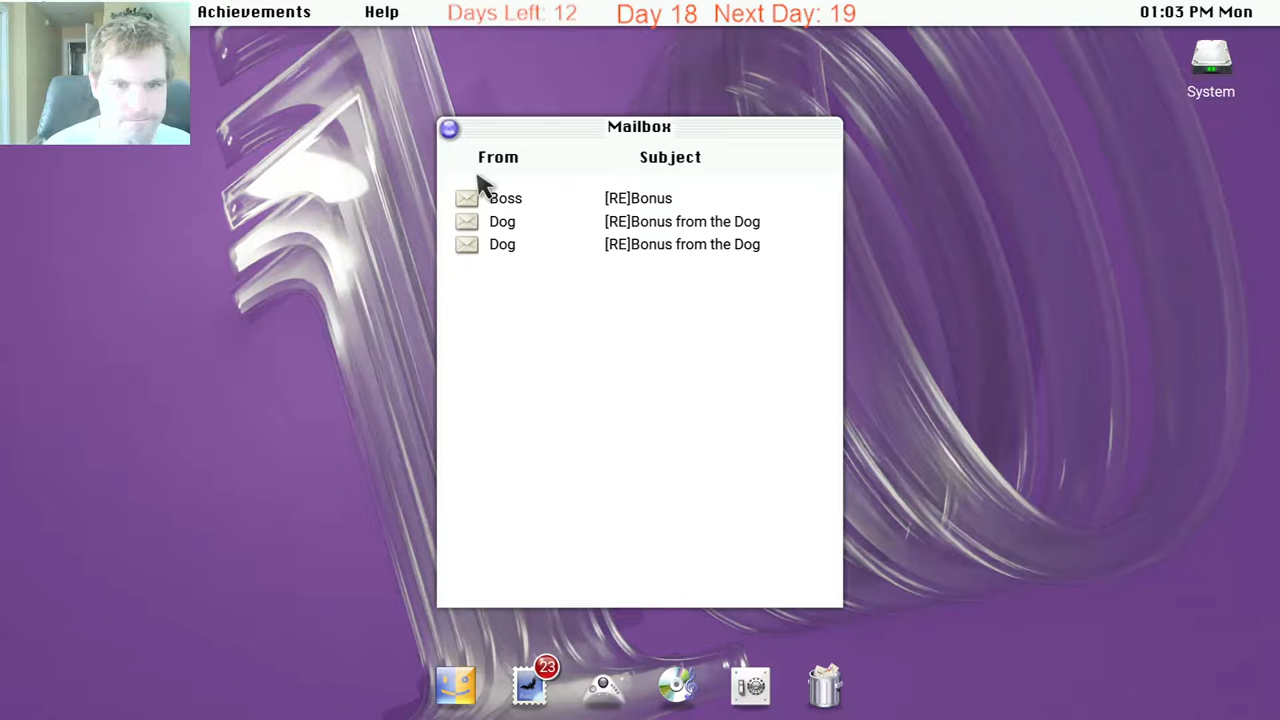 Achievements Help Days Left: 12 Day 18 Next Day: 19 01:03 PM Mon
System
Mailbox
From Subject
Boss [RE]Bonus
Dog [RE]Bonus from the Dog
Dog [RE]Bonus from the Dog
23